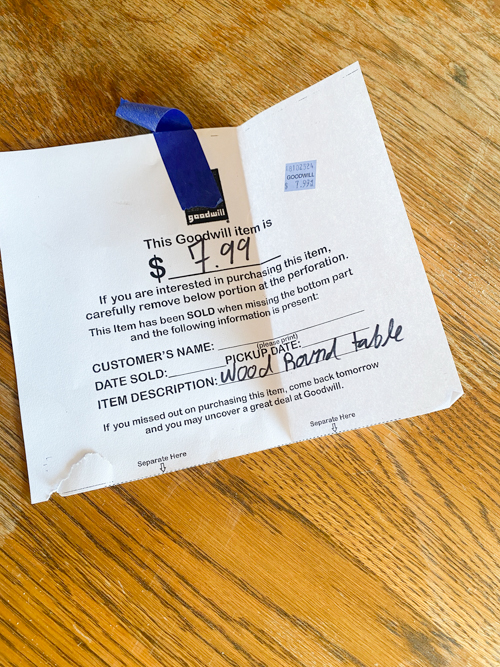 goodwill
GOODWILL
$ 7.99
This Goodwill item is
$ 7.99
If you are interested in purchasing this item,
carefully remove below portion at the perforation.
This Item has been SOLD when missing the bottom part
and the following information is present:
CUSTOMER'S NAME:
(please print)
DATE SOLD: PICKUP DATE:
ITEM DESCRIPTION: Wood Round table
If you missed out on purchasing this item, come back tomorrow
and you may uncover a great deal at Goodwill.
Separate Here
Separate Here